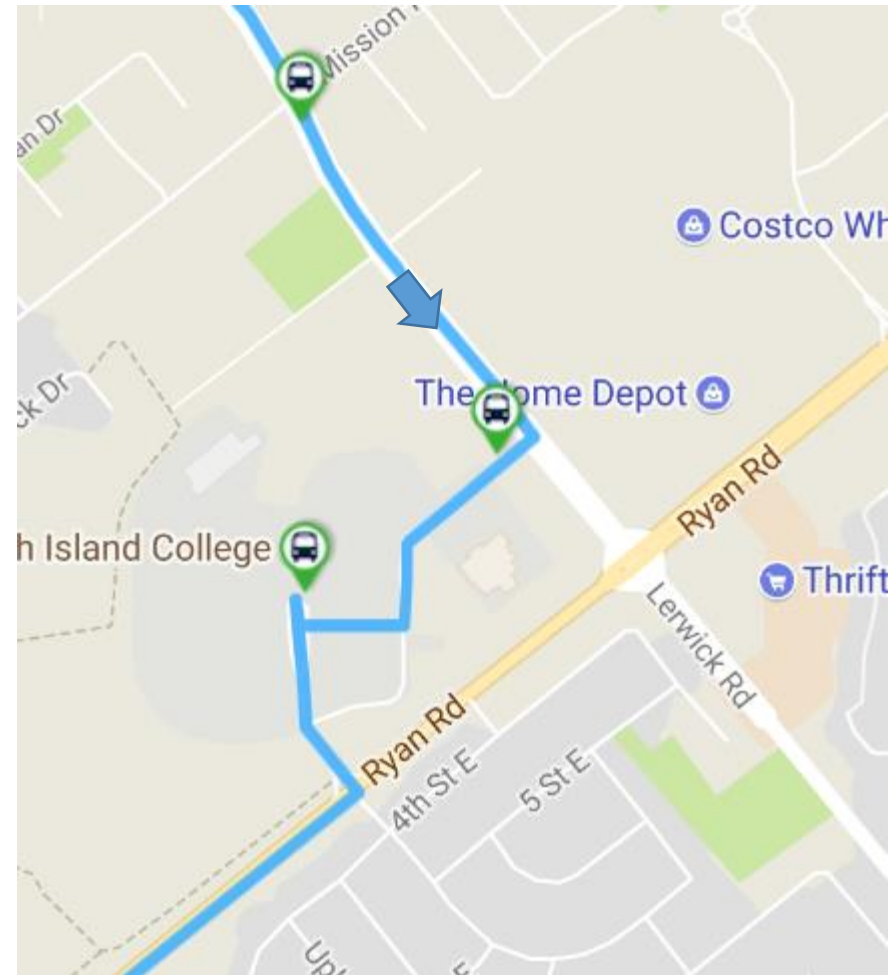 Mission
an Dr
Costco Wh
ck Dr
The Home Depot
Ryan Rd
h Island College
Thrift
Lerwick Rd
Ryan Rd
4th St E
5 St E
Upl